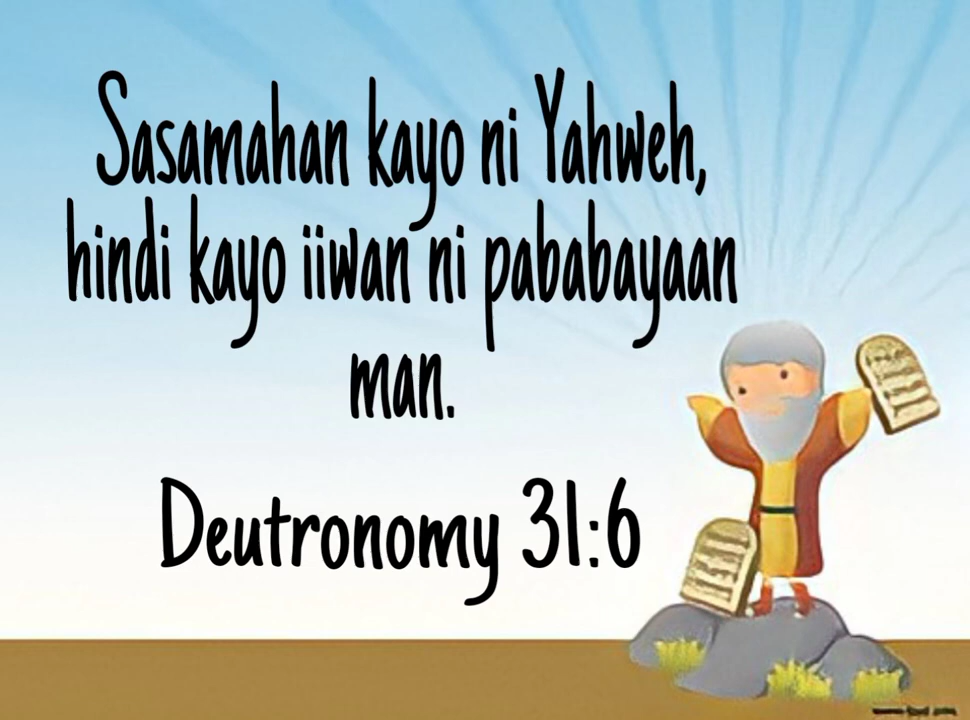 Sasamahan kayo ni Yahweh,
hindi kayo iiwan ni pababayaan
man.
Deutronomy 31:6